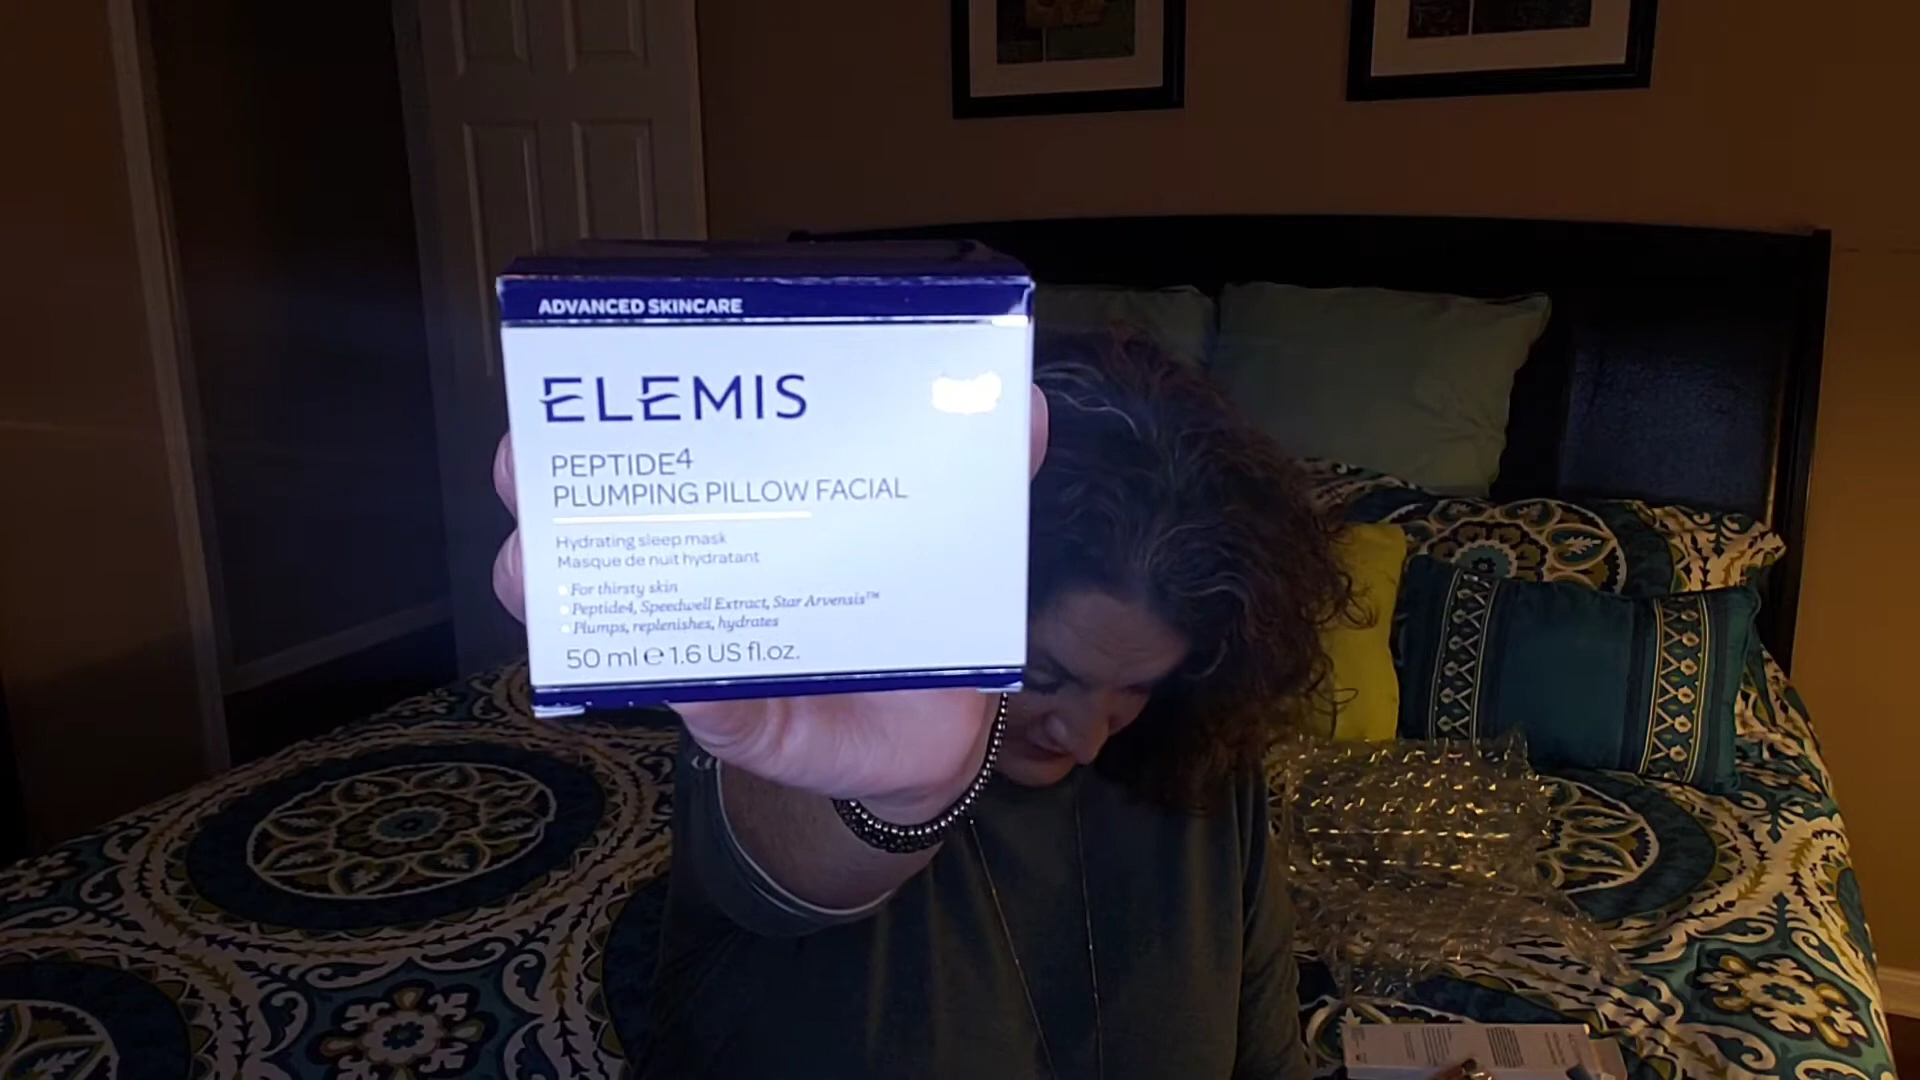 ADVANCED SKINCARE
ELEMIS
PEPTIDE4
PLUMPING PILLOW FACIAL
Hydrating sleep mask
Masque de nuit hydratant
For thirsty skin
Peptide4, Speedwell Extract, Star Arvensis™
Plumps, replenishes, hydrates
50 ml e 1.6 US fl.oz.